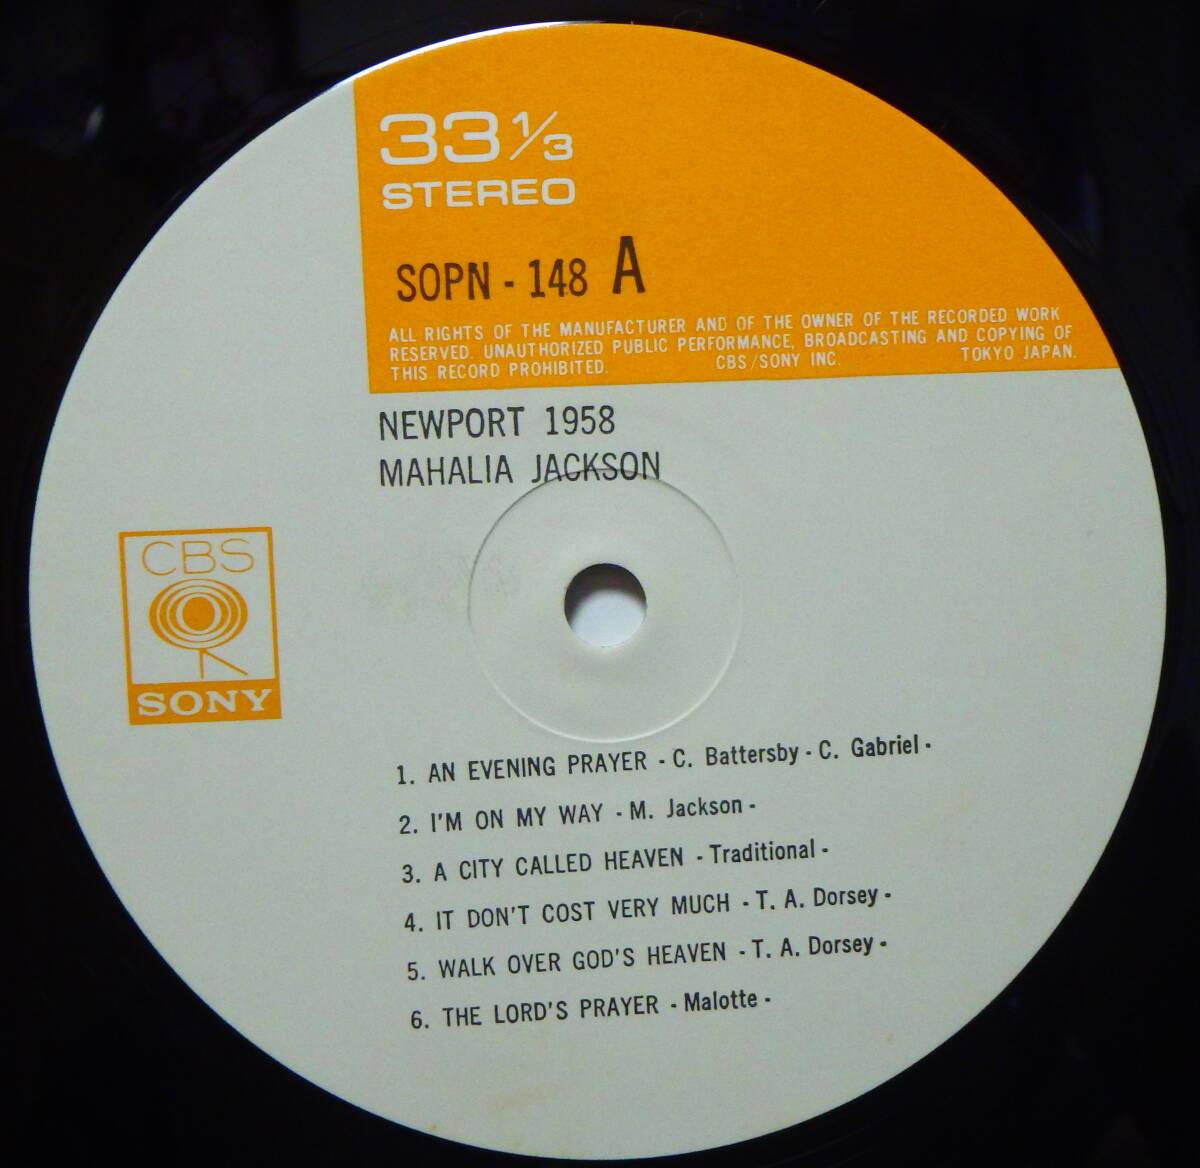 33 1/3
STEREO
SOPN - 148 A
ALL RIGHTS OF THE MANUFACTURER AND OF THE OWNER OF THE RECORDED WORK
RESERVED. UNAUTHORIZED PUBLIC PERFORMANCE, BROADCASTING AND COPYING OF
THIS RECORD PROHIBITED. CBS/SONY INC. TOKYO JAPAN.
NEWPORT 1958
MAHALIA JACKSON
CBS
SONY
1. AN EVENING PRAYER - C. Battersby - C. Gabriel -
2. I'M ON MY WAY - M. Jackson -
3. A CITY CALLED HEAVEN - Traditional -
4. IT DON'T COST VERY MUCH - T. A. Dorsey -
5. WALK OVER GOD'S HEAVEN - T. A. Dorsey -
6. THE LORD'S PRAYER - Malotte -